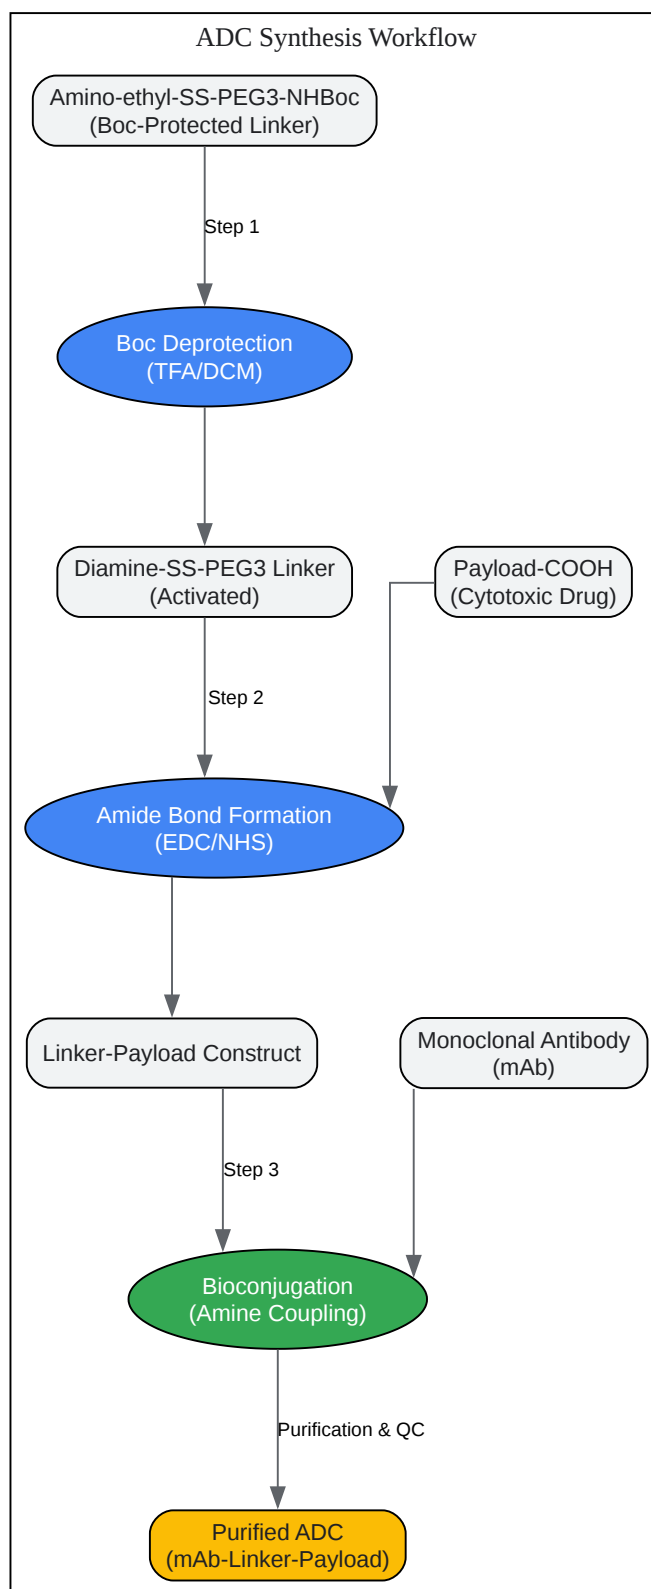 ADC Synthesis Workflow
Amino-ethyl-SS-PEG3-NHBoc
(Boc-Protected Linker)
Step 1
Boc Deprotection
(TFA/DCM)
Diamine-SS-PEG3 Linker
(Activated)
Payload-COOH
(Cytotoxic Drug)
Step 2
Amide Bond Formation
(EDC/NHS)
Linker-Payload Construct
Monoclonal Antibody
(mAb)
Step 3
Bioconjugation
(Amine Coupling)
Purification & QC
Purified ADC
(mAb-Linker-Payload)